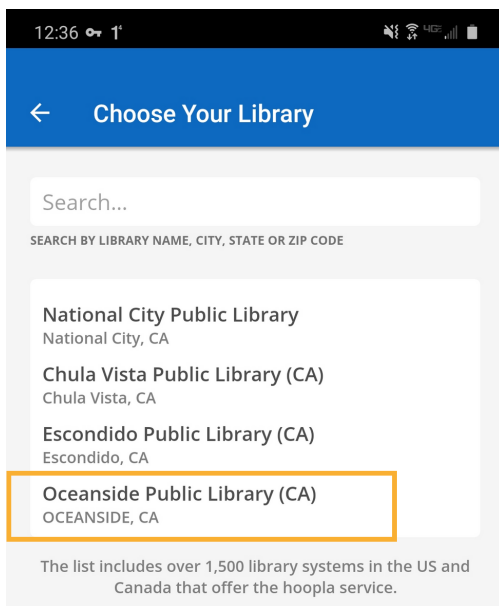 12:36
Choose Your Library
Search...
SEARCH BY LIBRARY NAME, CITY, STATE OR ZIP CODE
National City Public Library
National City, CA
Chula Vista Public Library (CA)
Chula Vista, CA
Escondido Public Library (CA)
Escondido, CA
Oceanside Public Library (CA)
OCEANSIDE, CA
The list includes over 1,500 library systems in the US and
Canada that offer the hoopla service.